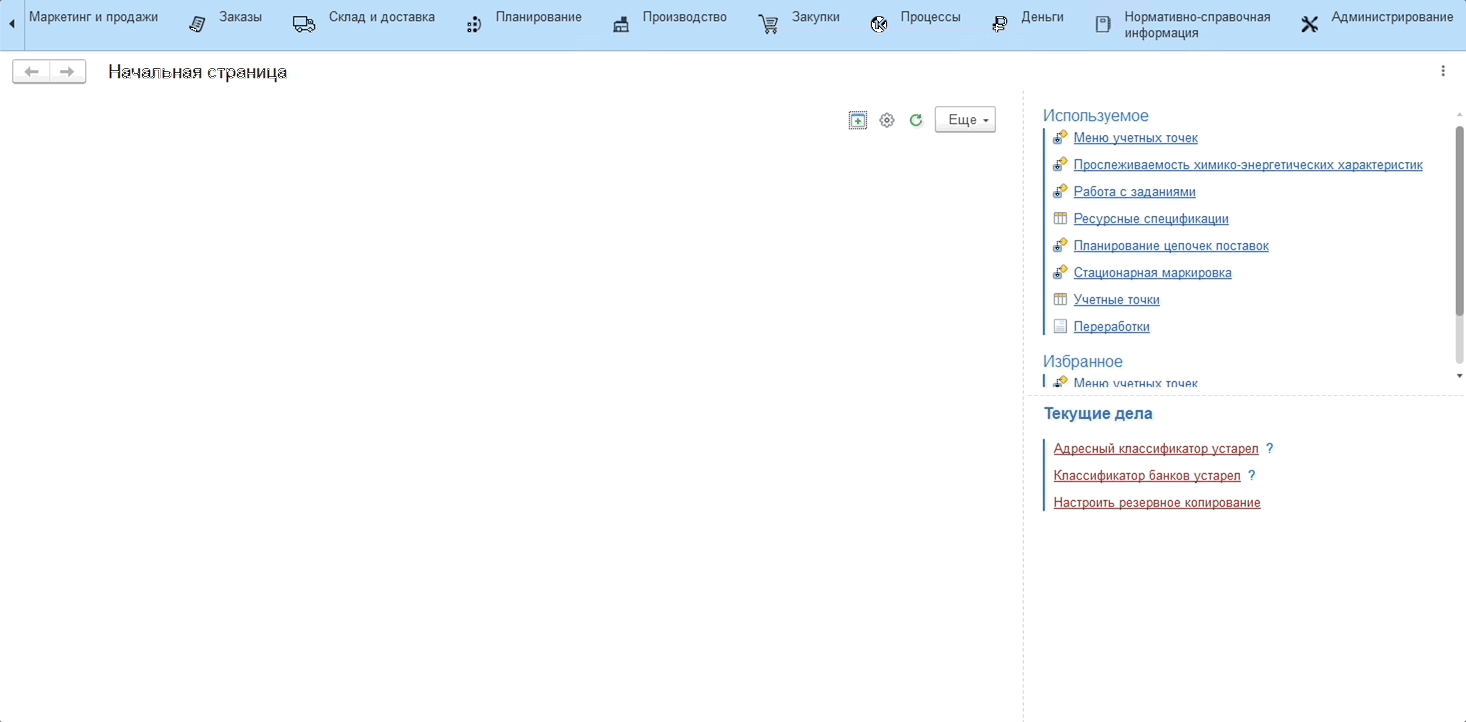 Маркетинг и продажи
Заказы
Склад и доставка
Планирование
Производство
Закупки
Процессы
Деньги
Нормативно-справочная
информация
Администрирование
Начальная страница
Еще
Используемое
Меню учетных точек
Прослеживаемость химико-энергетических характеристик
Работа с заданиями
Ресурсные спецификации
Планирование цепочек поставок
Стационарная маркировка
Учетные точки
Переработки
Избранное
Меню учетных точек
Текущие дела
Адресный классификатор устарел ?
Классификатор банков устарел ?
Настроить резервное копирование